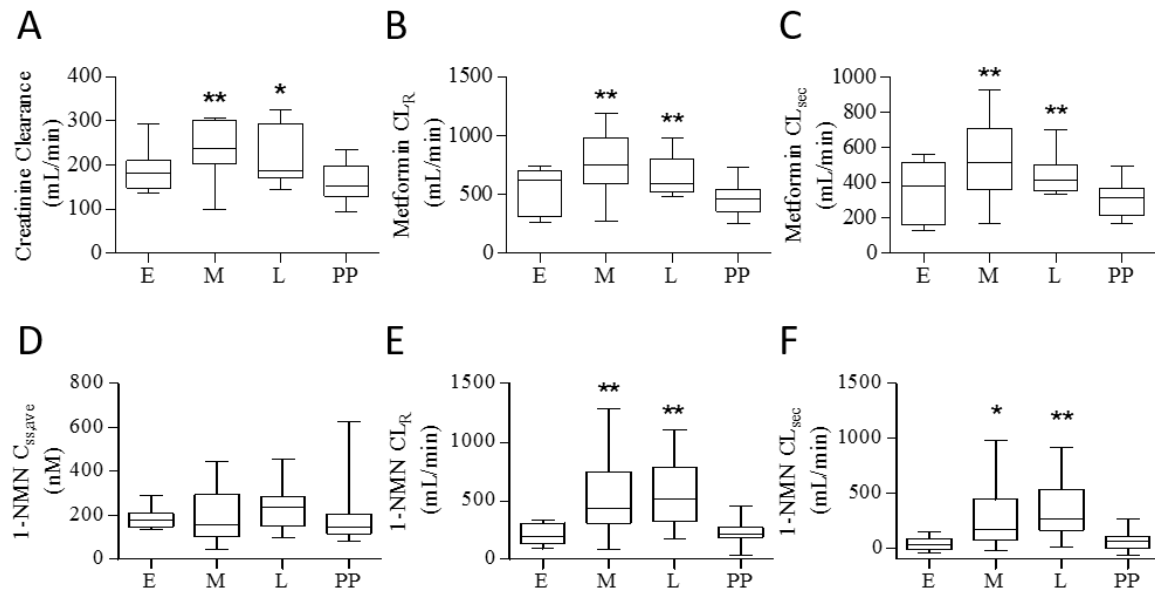 A
Creatinine Clearance
(mL/min)
400
300
200
100
0
** *
E M L PP
B
Metformin CLR
(mL/min)
1500
1000
500
0
** **
E M L PP
C
Metformin CLsec
(mL/min)
1000
800
600
400
200
0
** **
E M L PP
D
1-NMN Css,ave
(nM)
800
600
400
200
0
E M L PP
E
1-NMN CLR
(mL/min)
1500
1000
500
0
** **
E M L PP
F
1-NMN CLsec
(mL/min)
1500
1000
500
0
* **
E M L PP